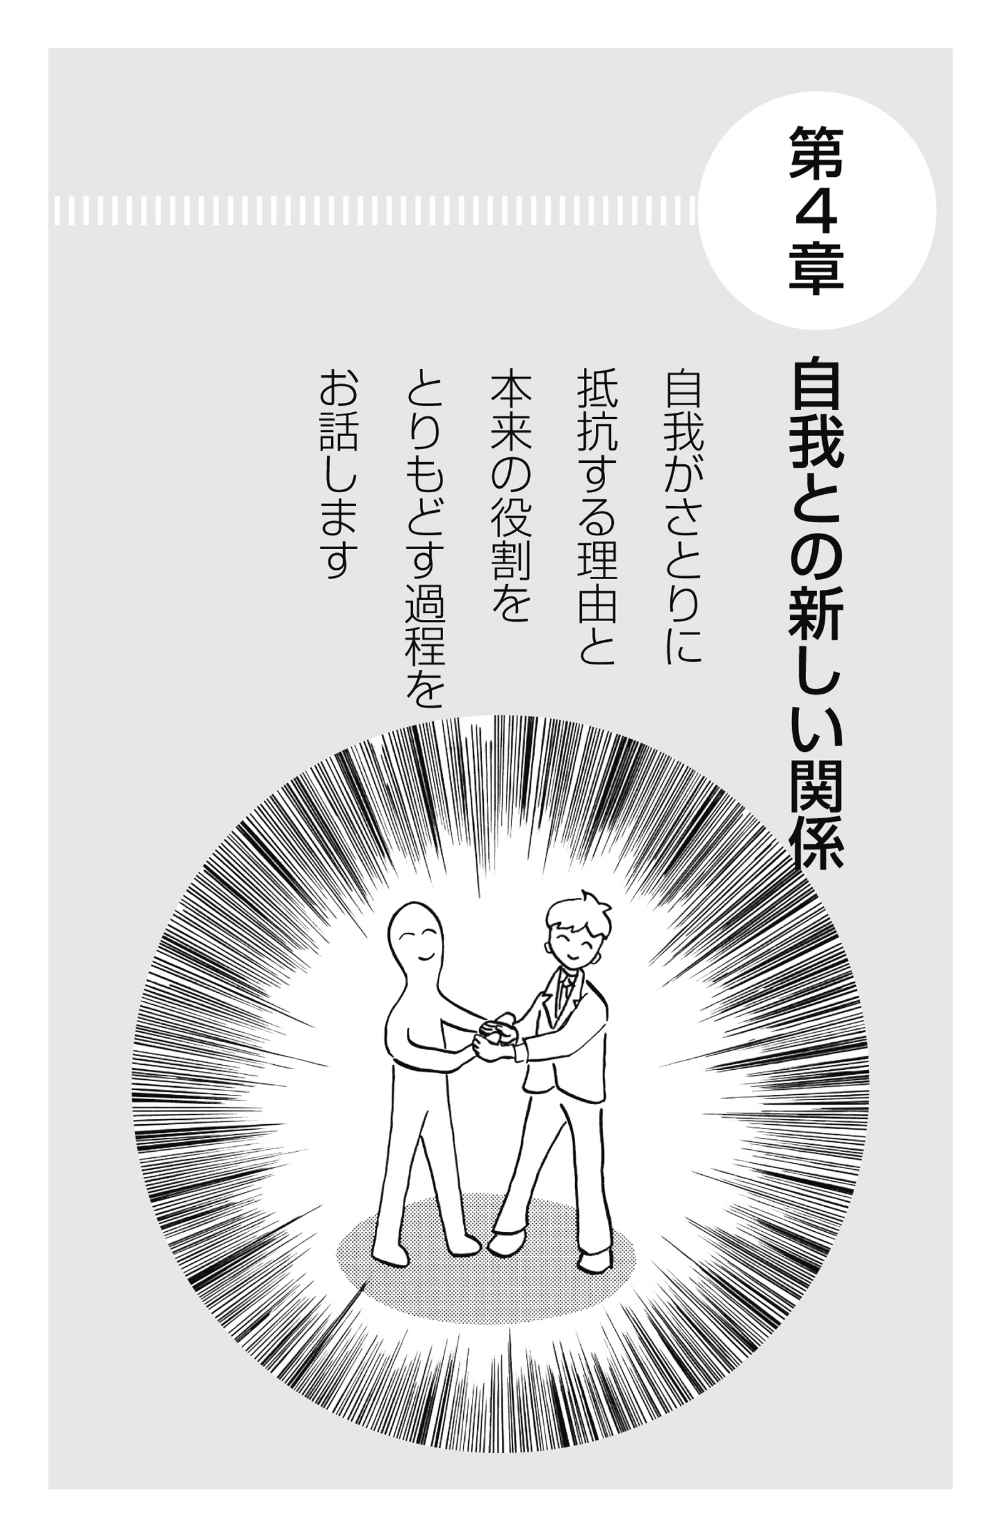 第4章
自我との新しい関係
自我がさとりに
抵抗する理由と
本来の役割を
とりもどす過程を
お話します